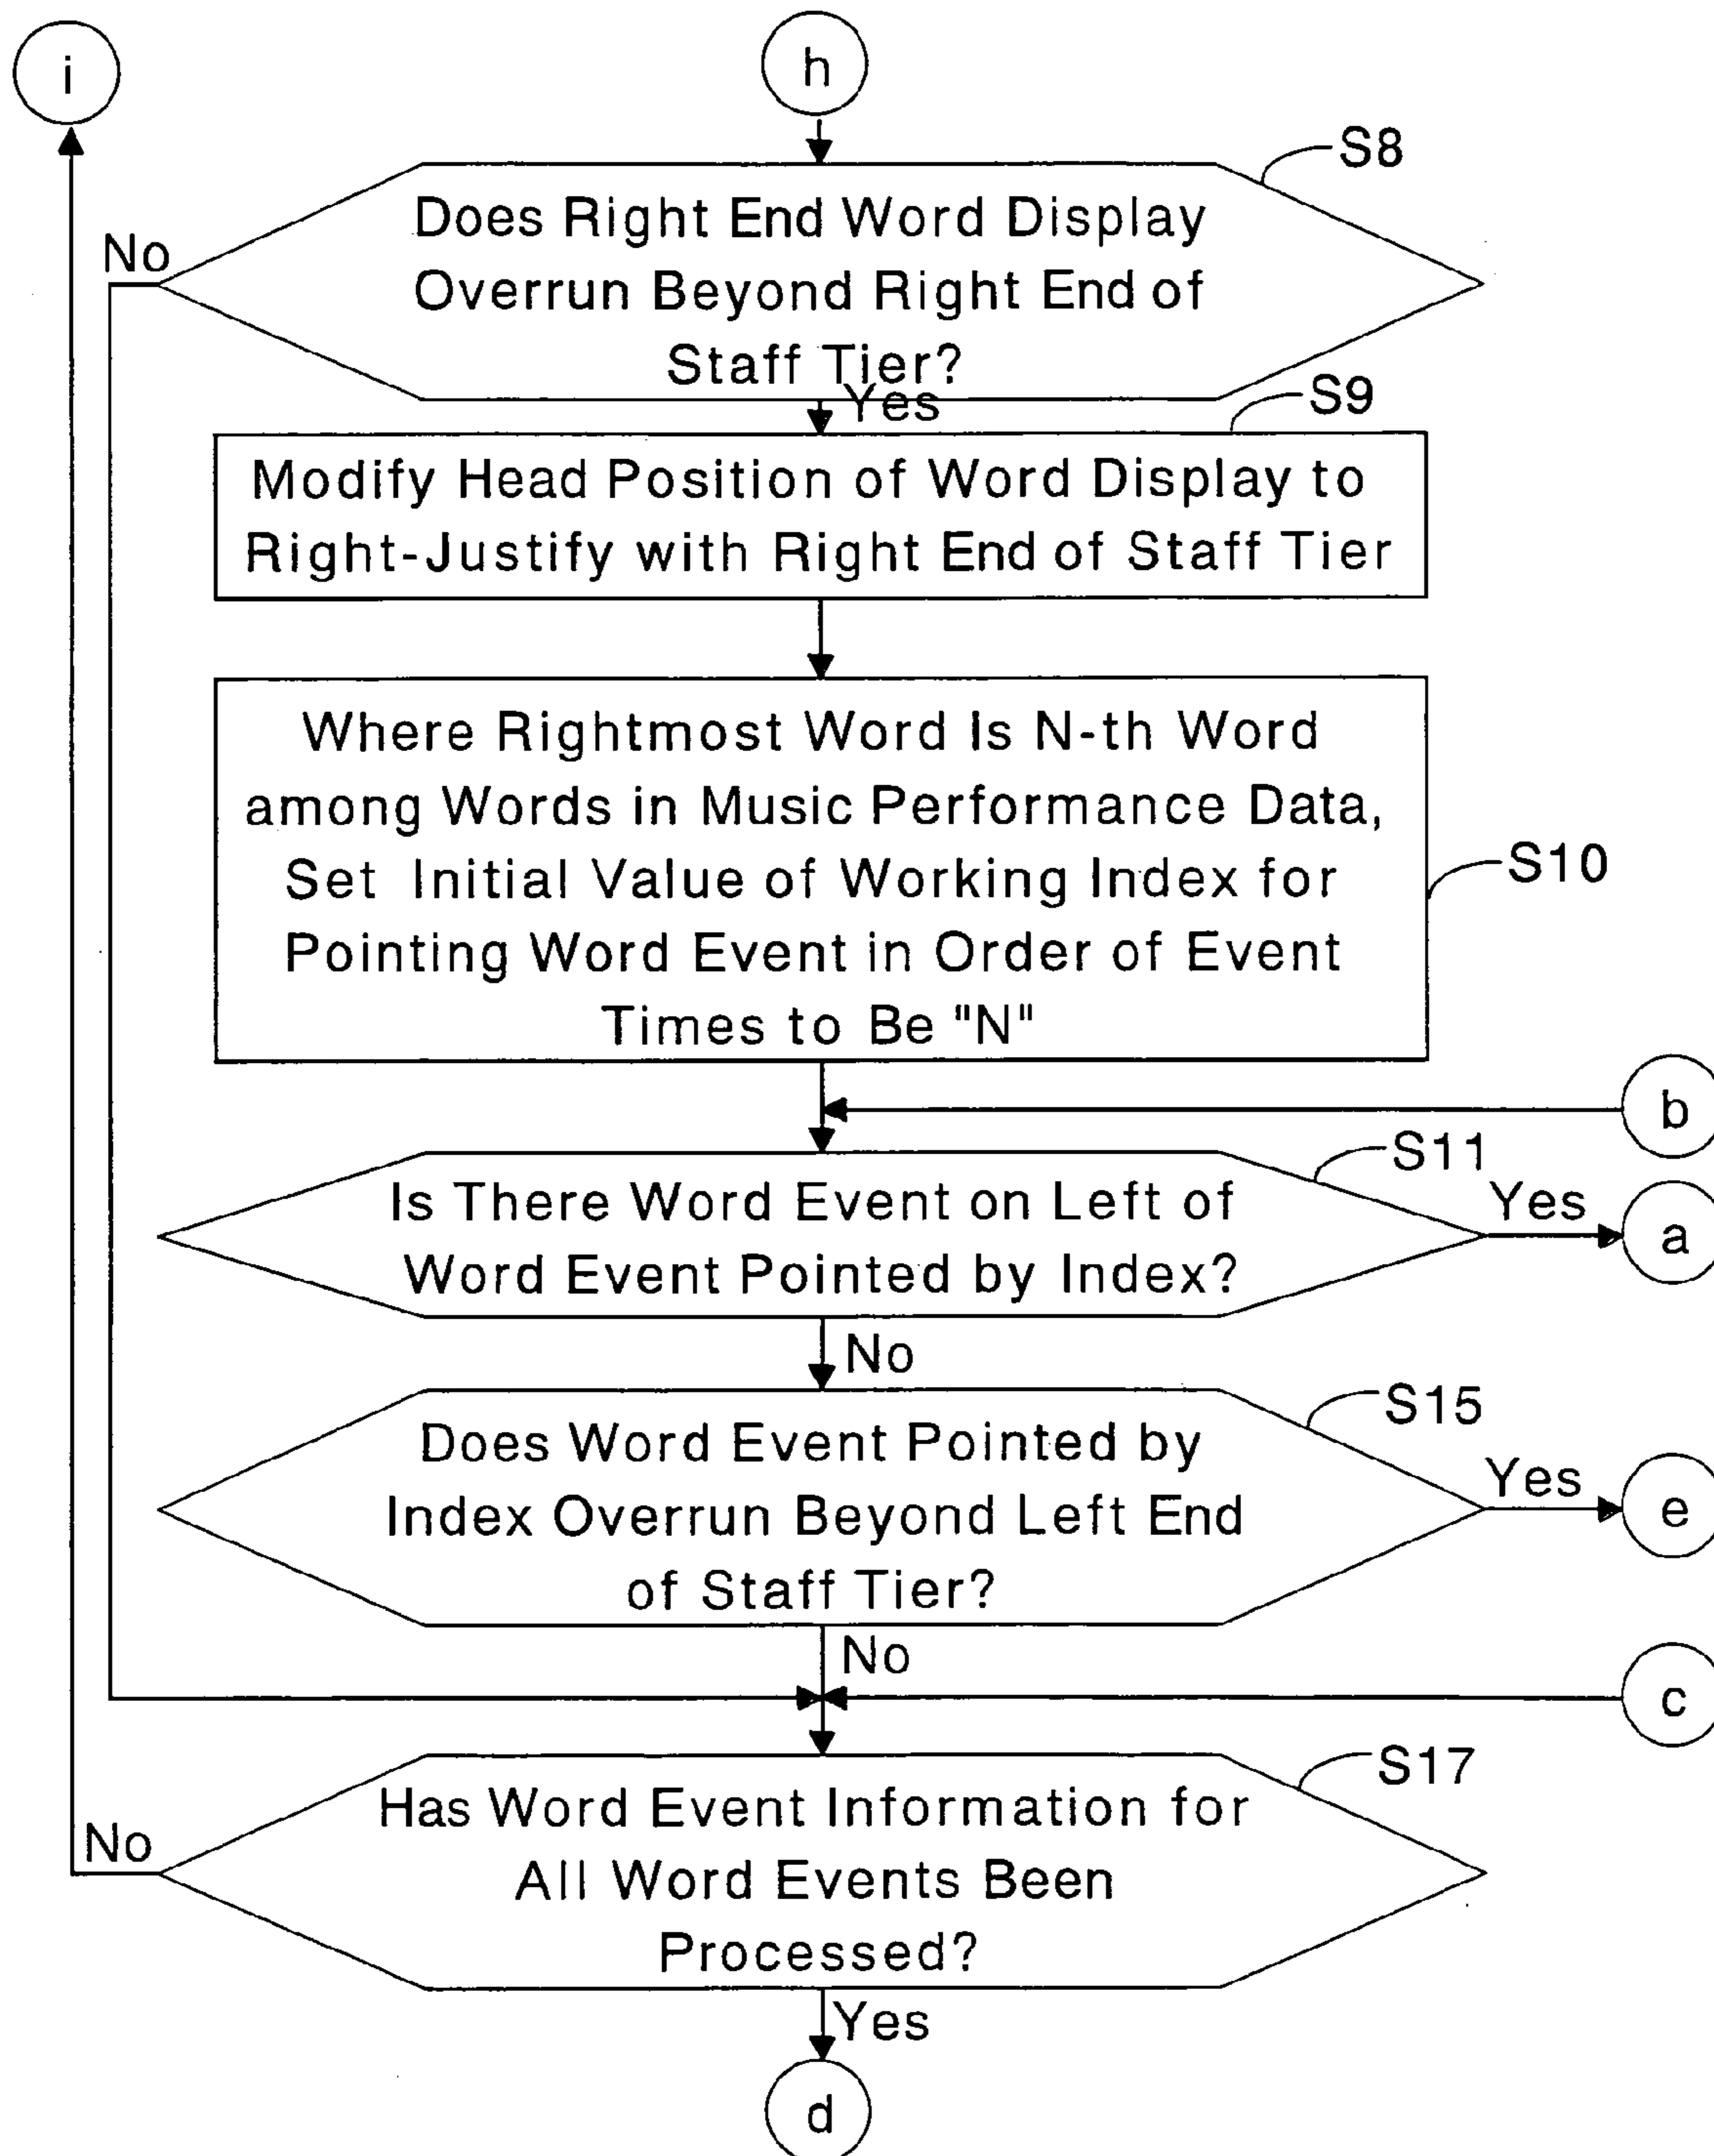 i
h
S8
Does Right End Word Display
Overrun Beyond Right End of
Staff Tier?
No
Yes
S9
Modify Head Position of Word Display to
Right-Justify with Right End of Staff Tier
Where Rightmost Word Is N-th Word
among Words in Music Performance Data,
Set Initial Value of Working Index for
Pointing Word Event in Order of Event
Times to Be "N"
S10
b
S11
Is There Word Event on Left of
Word Event Pointed by Index?
Yes
a
No
S15
Does Word Event Pointed by
Index Overrun Beyond Left End
of Staff Tier?
Yes
e
No
c
S17
Has Word Event Information for
All Word Events Been
Processed?
No
Yes
d